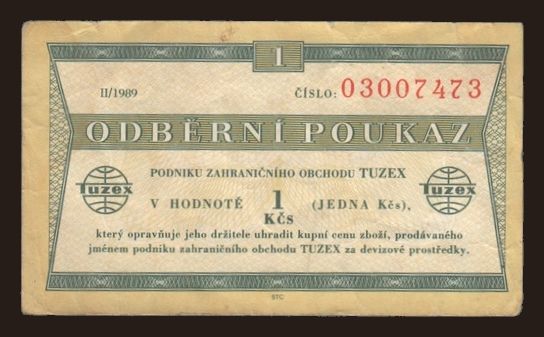 1
II/1989 ČÍSLO: 03007473
ODBĚRNÍ POUKAZ
PODNIKU ZAHRANIČNÍHO OBCHODU TUZEX
Tuzex Tuzex
V HODNOTĚ 1 (JEDNA Kčs),
KČS
který opravňuje jeho držitele uhradit kupní cenu zboží, prodávaného
jménem podniku zahraničního obchodu TUZEX za devizové prostředky.
STC